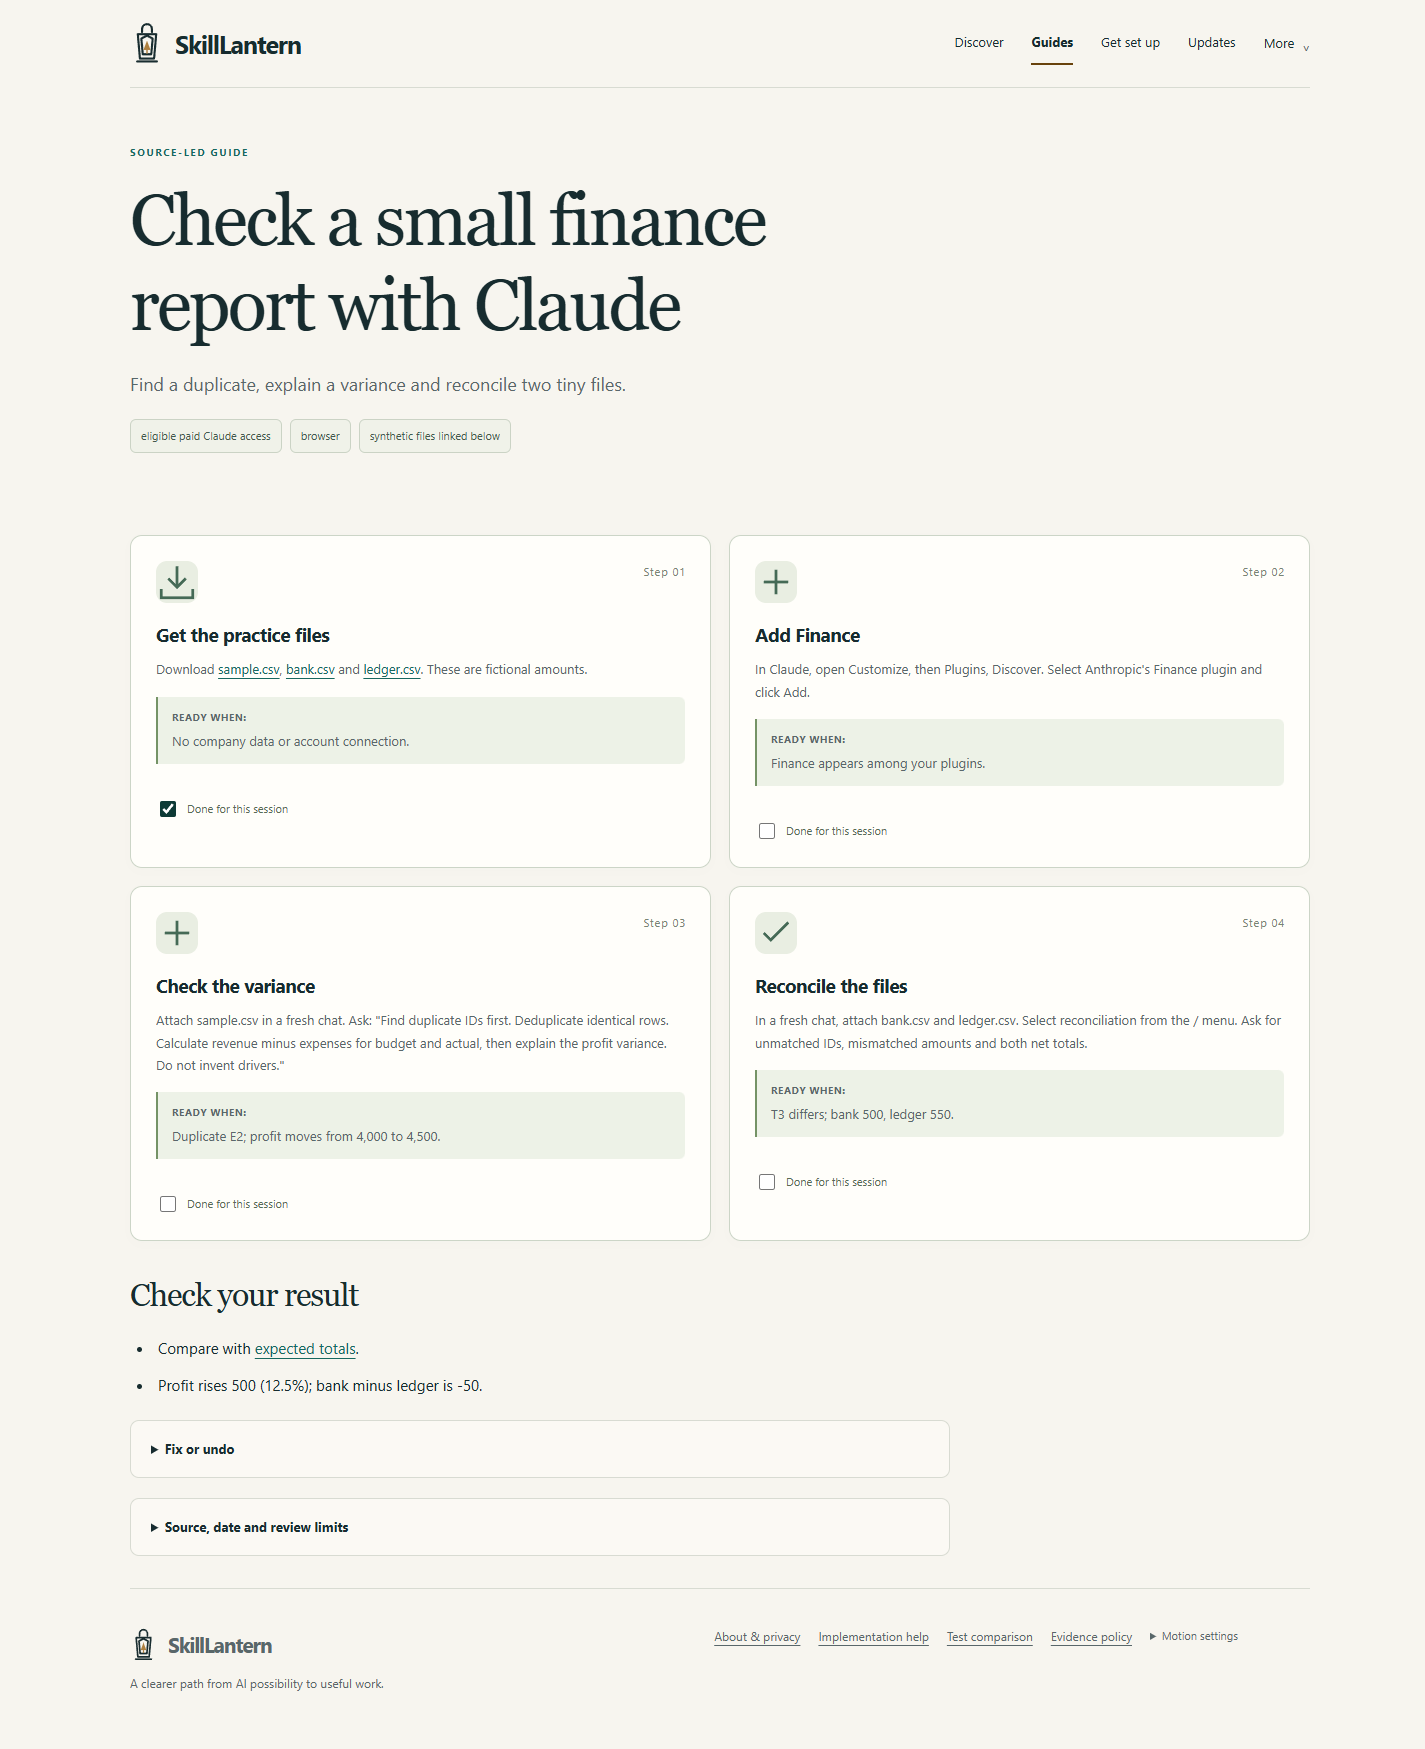 SkillLantern
Discover
Guides
Get set up
Updates
More
SOURCE-LED GUIDE
Check a small finance
report with Claude
Find a duplicate, explain a variance and reconcile two tiny files.
eligible paid Claude access
browser
synthetic files linked below
Step 01
Get the practice files
Download sample.csv, bank.csv and ledger.csv. These are fictional amounts.
READY WHEN:
No company data or account connection.
Done for this session
Step 02
Add Finance
In Claude, open Customize, then Plugins, Discover. Select Anthropic's Finance plugin and
click Add.
READY WHEN:
Finance appears among your plugins.
Done for this session
Step 03
Check the variance
Attach sample.csv in a fresh chat. Ask: "Find duplicate IDs first. Deduplicate identical rows.
Calculate revenue minus expenses for budget and actual, then explain the profit variance.
Do not invent drivers."
READY WHEN:
Duplicate E2; profit moves from 4,000 to 4,500.
Done for this session
Step 04
Reconcile the files
In a fresh chat, attach bank.csv and ledger.csv. Select reconciliation from the / menu. Ask for
unmatched IDs, mismatched amounts and both net totals.
READY WHEN:
T3 differs; bank 500, ledger 550.
Done for this session
Check your result
Compare with expected totals.
Profit rises 500 (12.5%); bank minus ledger is -50.
Fix or undo
Source, date and review limits
SkillLantern
A clearer path from AI possibility to useful work.
About & privacy
Implementation help
Test comparison
Evidence policy
Motion settings